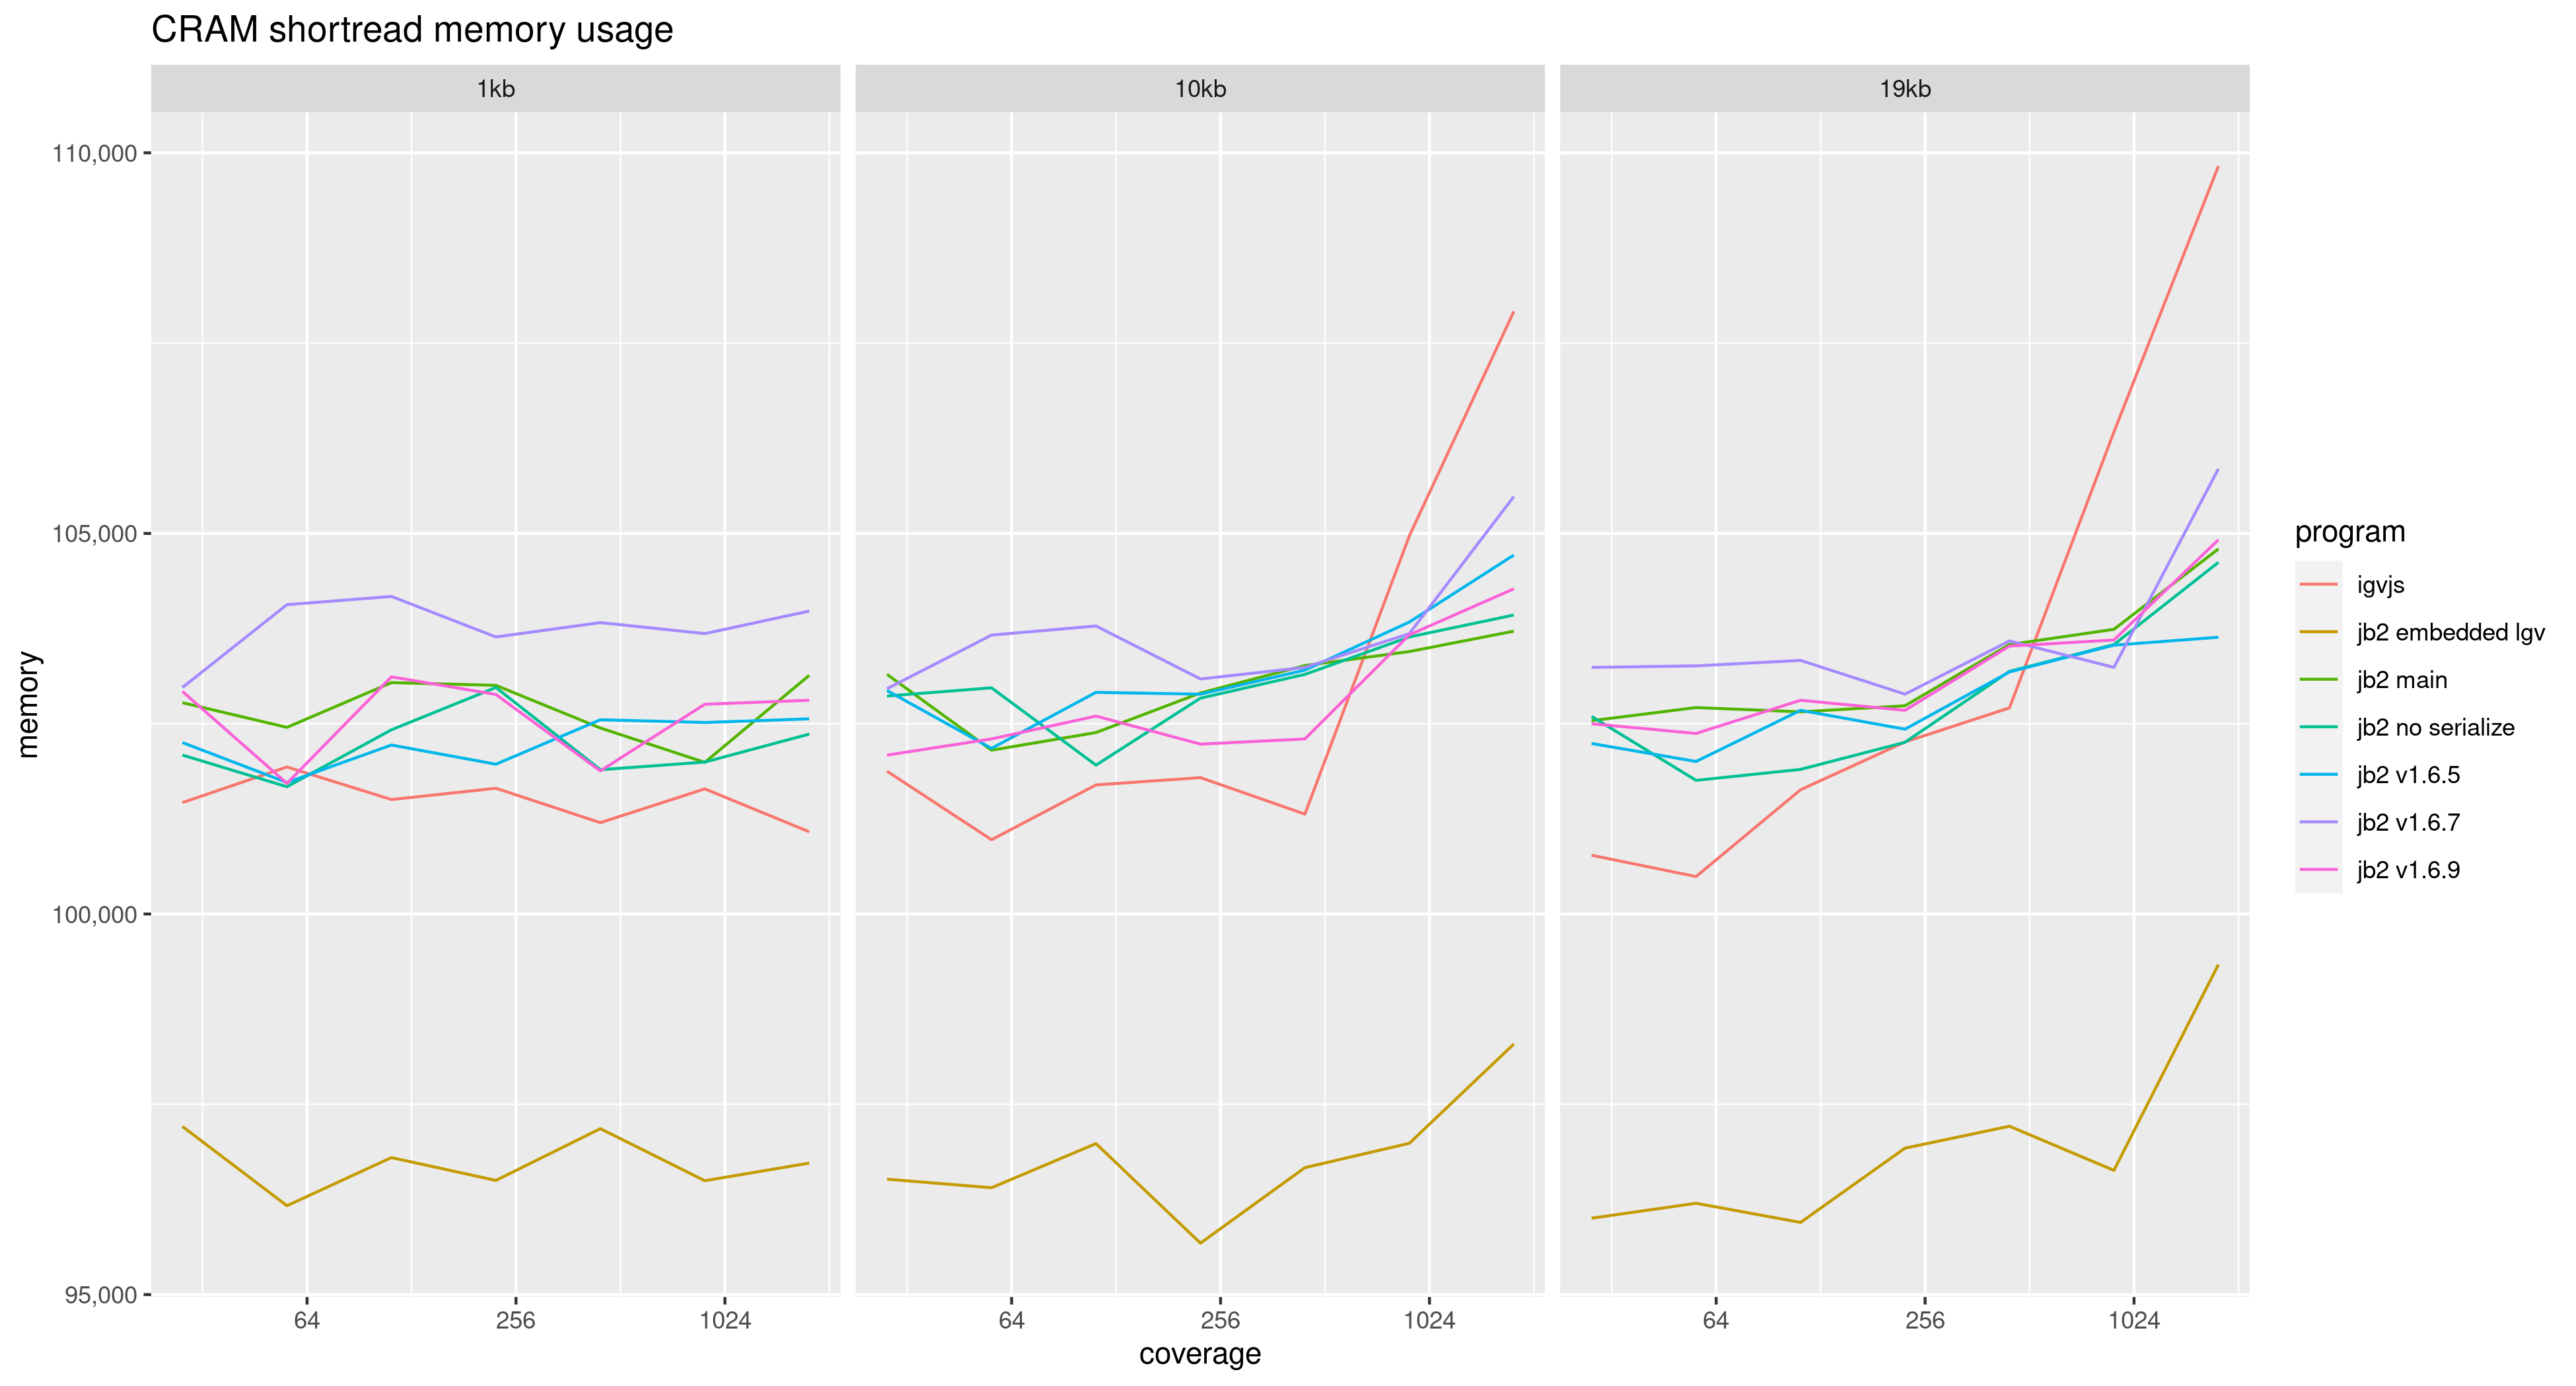 CRAM shortread memory usage
1kb
10kb
19kb
110,000
105,000
100,000
95,000
memory
64
256
1024
64
256
1024
64
256
1024
coverage
program
igvjs
jb2 embedded lgv
jb2 main
jb2 no serialize
jb2 v1.6.5
jb2 v1.6.7
jb2 v1.6.9